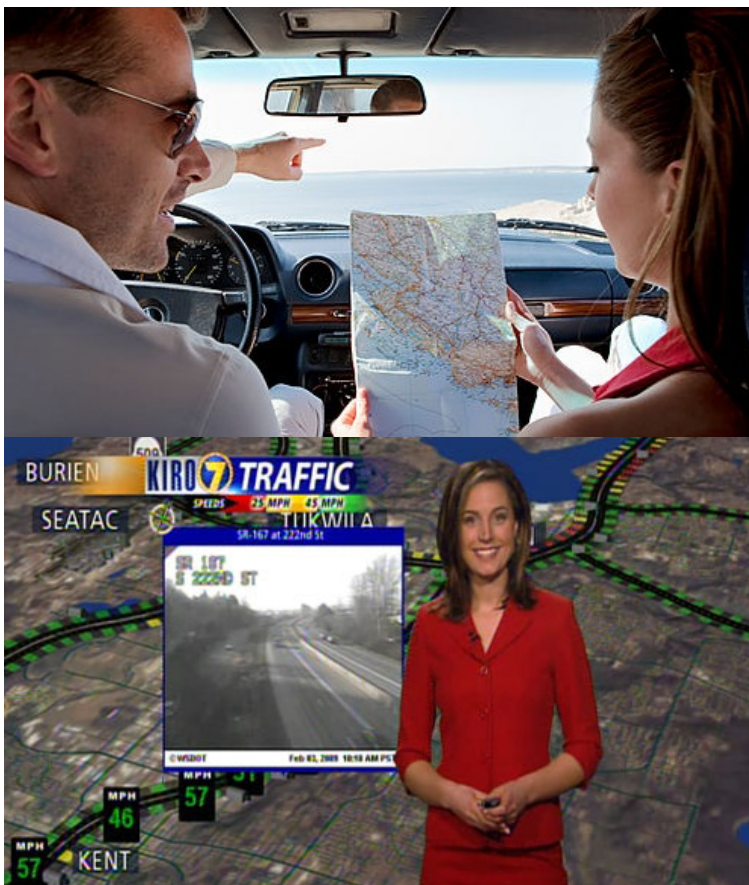 509
BURIEN
KIRO 7 TRAFFIC
SPEEDS 25 MPH 45 MPH
SEATAC
TUKWILA
SR-167 at 222nd St
SR 167
S 222ND ST
©WSDOT Feb 03, 2009 10:18 AM PST
MPH
57
MPH
46
57
KENT